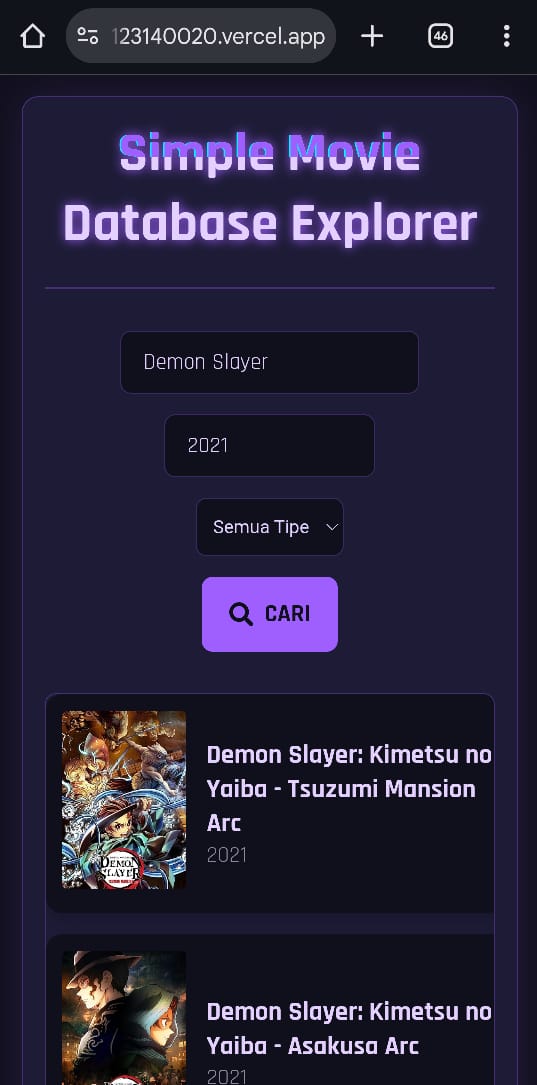 123140020.vercel.app
46
Simple Movie
Database Explorer
Demon Slayer
2021
Semua Tipe
CARI
DEMON
SLAYER
Demon Slayer: Kimetsu no
Yaiba - Tsuzumi Mansion
Arc
2021
Demon Slayer: Kimetsu no
Yaiba - Asakusa Arc
2021